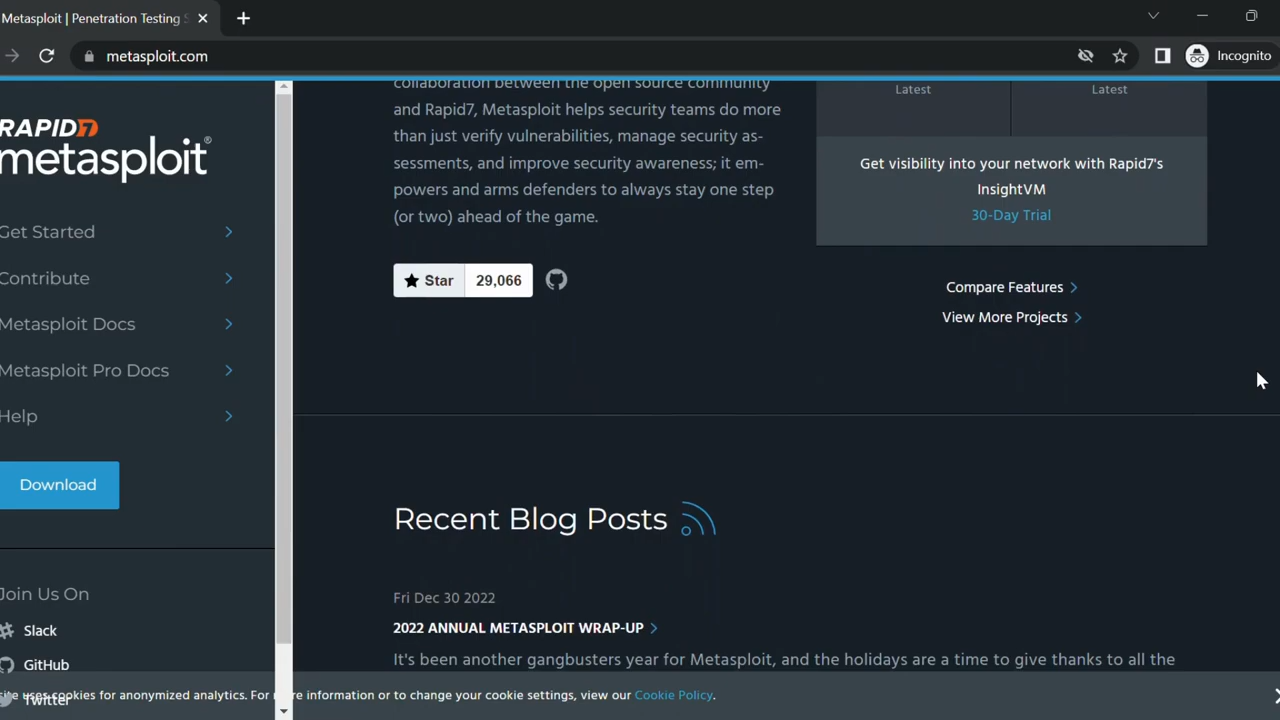 Metasploit | Penetration Testing S
metasploit.com
Incognito
RAPID7
metasploit®
Get Started
Contribute
Metasploit Docs
Metasploit Pro Docs
Help
Download
Join Us On
Slack
GitHub
Twitter
collaboration between the open source community
and Rapid7, Metasploit helps security teams do more
than just verify vulnerabilities, manage security as-
sessments, and improve security awareness; it em-
powers and arms defenders to always stay one step
(or two) ahead of the game.
Star 29,066
Latest Latest
Get visibility into your network with Rapid7's
InsightVM
30-Day Trial
Compare Features
View More Projects
Recent Blog Posts
Fri Dec 30 2022
2022 ANNUAL METASPLOIT WRAP-UP
It's been another gangbusters year for Metasploit, and the holidays are a time to give thanks to all the
uses cookies for anonymized analytics. For more information or to change your cookie settings, view our Cookie Policy.